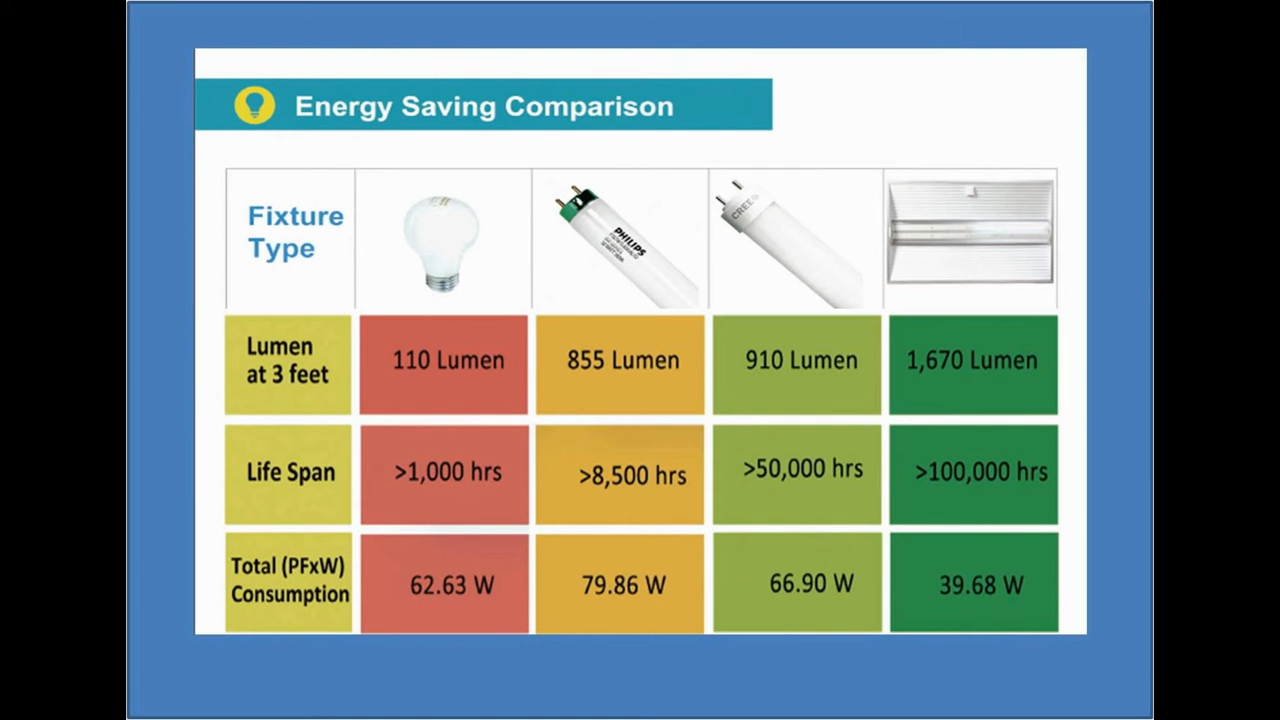 Energy Saving Comparison
Fixture
Type
PHILIPS
CREE
Lumen
at 3 feet
110 Lumen
855 Lumen
910 Lumen
1,670 Lumen
Life Span
>1,000 hrs
>8,500 hrs
>50,000 hrs
>100,000 hrs
Total (PFxW)
Consumption
62.63 W
79.86 W
66.90 W
39.68 W